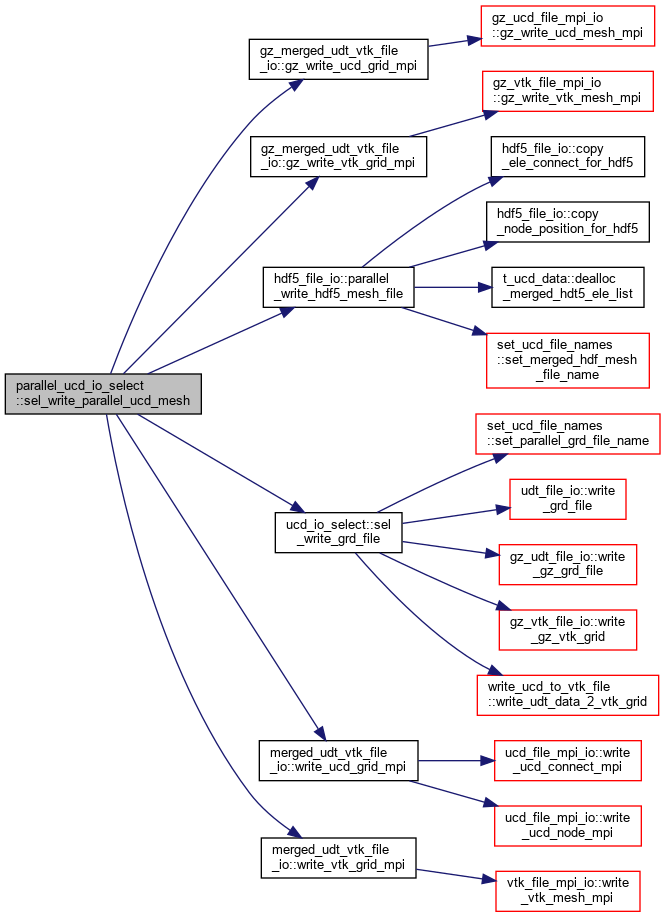 gz_ucd_file_mpi_io
::gz_write_ucd_mesh_mpi
gz_merged_udt_vtk_file
_io::gz_write_ucd_grid_mpi
gz_vtk_file_mpi_io
::gz_write_vtk_mesh_mpi
gz_merged_udt_vtk_file
_io::gz_write_vtk_grid_mpi
hdf5_file_io::copy
_ele_connect_for_hdf5
hdf5_file_io::copy
_node_position_for_hdf5
hdf5_file_io::parallel
_write_hdf5_mesh_file
t_ucd_data::dealloc
_merged_hdt5_ele_list
set_ucd_file_names
::set_merged_hdf_mesh
_file_name
parallel_ucd_io_select
::sel_write_parallel_ucd_mesh
set_ucd_file_names
::set_parallel_grd_file_name
udt_file_io::write
_grd_file
ucd_io_select::sel
_write_grd_file
gz_udt_file_io::write
_gz_grd_file
gz_vtk_file_io::write
_gz_vtk_grid
write_ucd_to_vtk_file
::write_udt_data_2_vtk_grid
merged_udt_vtk_file
_io::write_ucd_grid_mpi
ucd_file_mpi_io::write
_ucd_connect_mpi
ucd_file_mpi_io::write
_ucd_node_mpi
merged_udt_vtk_file
_io::write_vtk_grid_mpi
vtk_file_mpi_io::write
_vtk_mesh_mpi